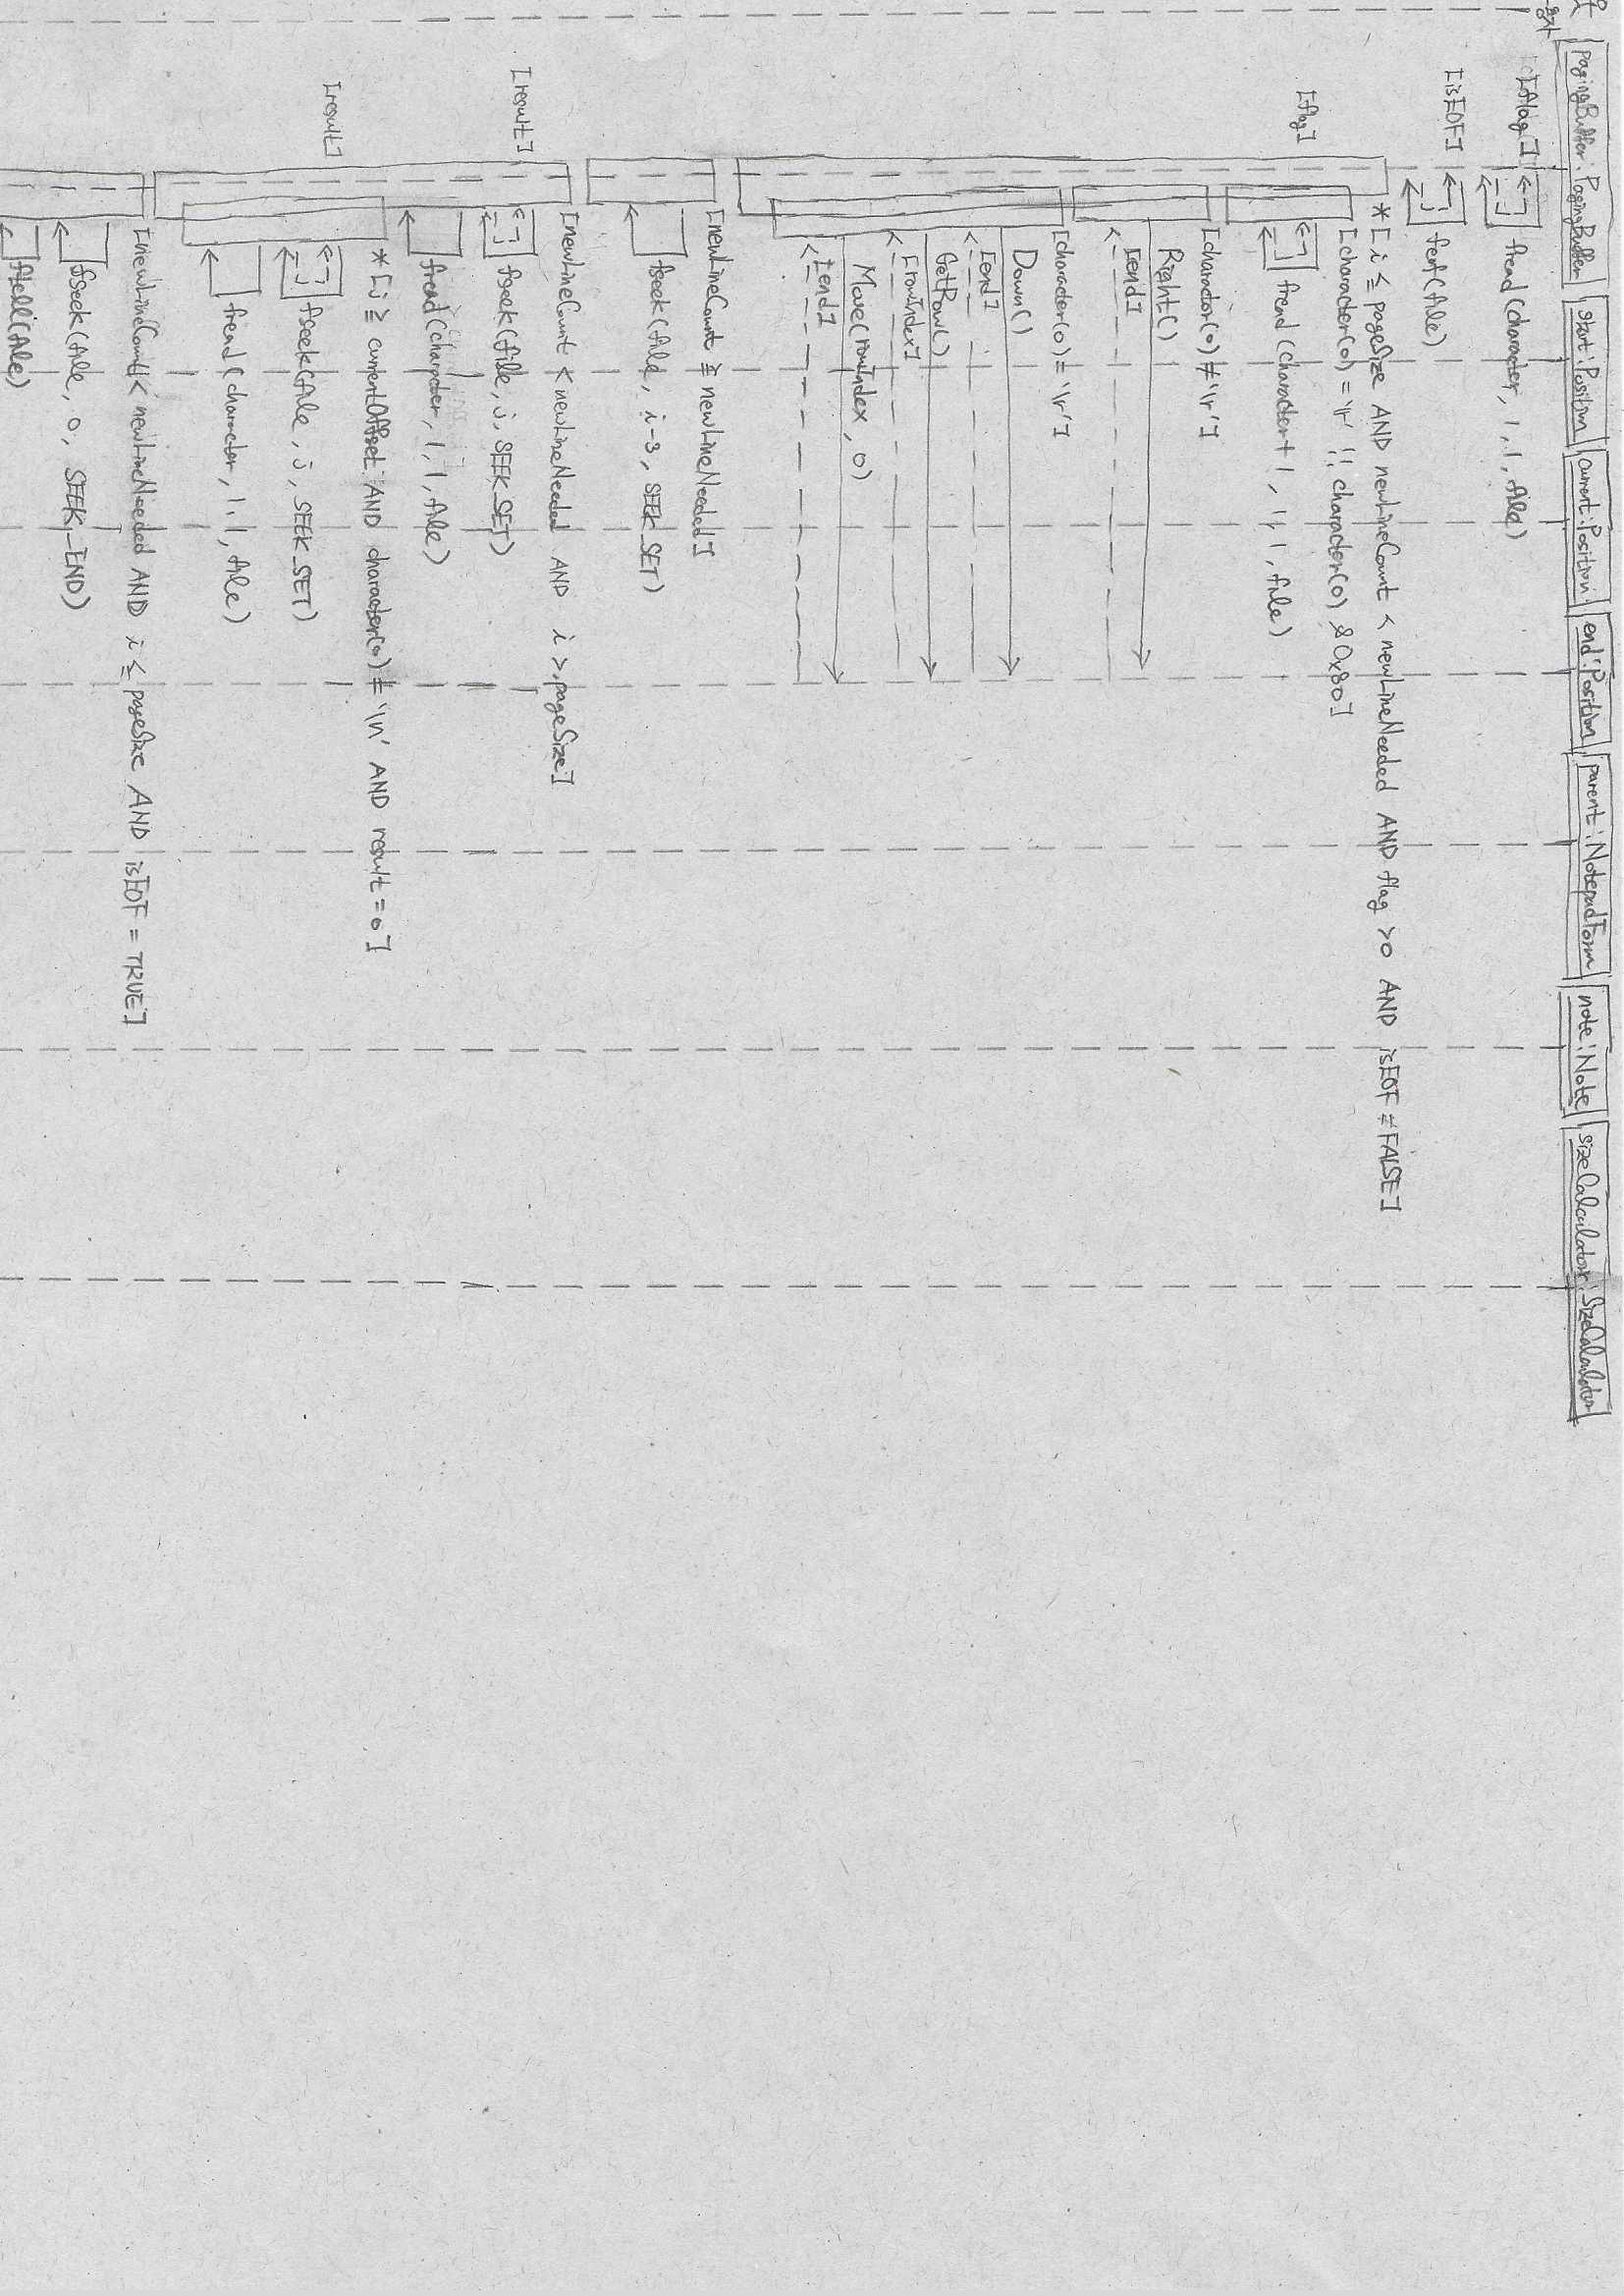 pagingBuffer : PagingBuffer
start : Position
current : Position
end : Position
parent : NotepadForm
note : Note
sizeCalculator : SizeCalculator
[flag]
fread(character, 1, 1, file)
[isEOF]
feof(file)
*[i ≦ pageSize AND newLineCount < newLineNeeded AND flag >0 AND isEOF = FALSE]
[character(0) = '\r' !! character(0) & 0x80]
[flag]
fread(character+1, 1, 1, file)
[charactor(0) ≠ '\r']
Right()
[end]
[character(0) = '\r']
Down()
[end]
GetRow()
[rowIndex]
Move(rowIndex, 0)
[end]
[newLineCount ≧ newLineNeeded]
fseek(file, i-3, SEEK_SET)
[newLineCount < newLineNeeded AND i > pageSize]
[result]
fseek(file, j, SEEK_SET)
fread(character, 1, 1, file)
*[j ≧ currentOffset AND character(0) ≠ '\n' AND result = 0]
[result]
fseek(file, j, SEEK_SET)
fread(character, 1, 1, file)
[newLineCount < newLineNeeded AND i ≦ pageSize AND isEOF = TRUE]
fseek(file, 0, SEEK_END)
ftell(file)